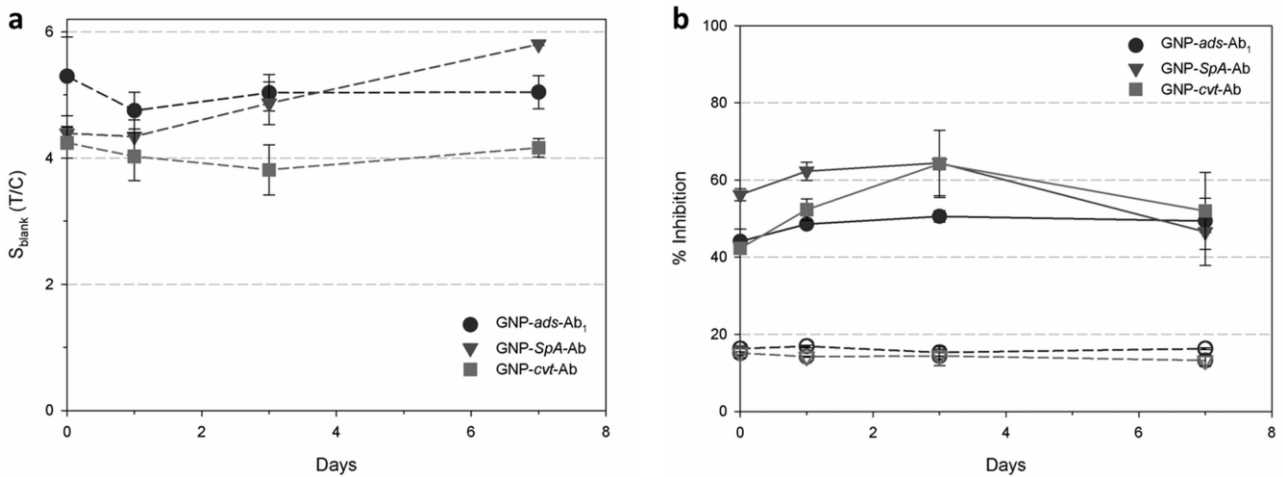 a
6
4
2
0
S_blank (T/C)
GNP-ads-Ab₁
GNP-SpA-Ab
GNP-cvt-Ab
0 2 4 6 8
Days
b
100
80
60
40
20
0
% Inhibition
GNP-ads-Ab₁
GNP-SpA-Ab
GNP-cvt-Ab
0 2 4 6 8
Days